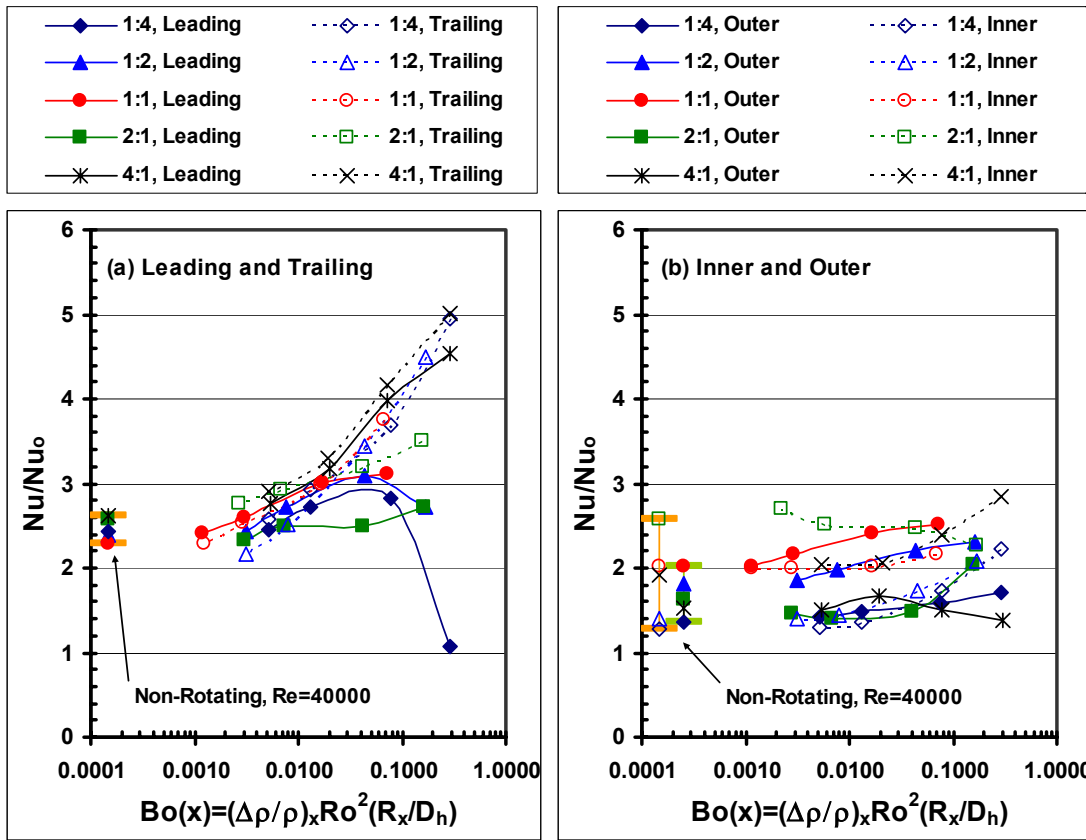 1:4, Leading 1:4, Trailing
1:2, Leading 1:2, Trailing
1:1, Leading 1:1, Trailing
2:1, Leading 2:1, Trailing
4:1, Leading 4:1, Trailing
1:4, Outer 1:4, Inner
1:2, Outer 1:2, Inner
1:1, Outer 1:1, Inner
2:1, Outer 2:1, Inner
4:1, Outer 4:1, Inner
(a) Leading and Trailing
Nu/Nuo
6
5
4
3
2
1
0
Non-Rotating, Re=40000
0.0001 0.0010 0.0100 0.1000 1.0000
Bo(x)=(Δρ/ρ)ₓRo²(Rₓ/Dₕ)
(b) Inner and Outer
Nu/Nuo
6
5
4
3
2
1
0
Non-Rotating, Re=40000
0.0001 0.0010 0.0100 0.1000 1.0000
Bo(x)=(Δρ/ρ)ₓRo²(Rₓ/Dₕ)